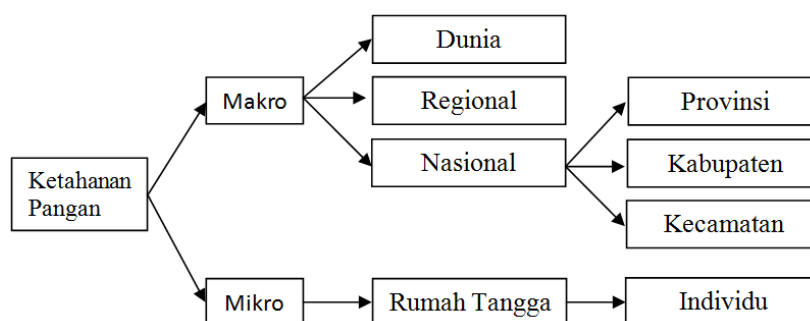 Dunia
Makro
Regional
Provinsi
Nasional
Kabupaten
Ketahanan
Pangan
Kecamatan
Mikro
Rumah Tangga
Individu